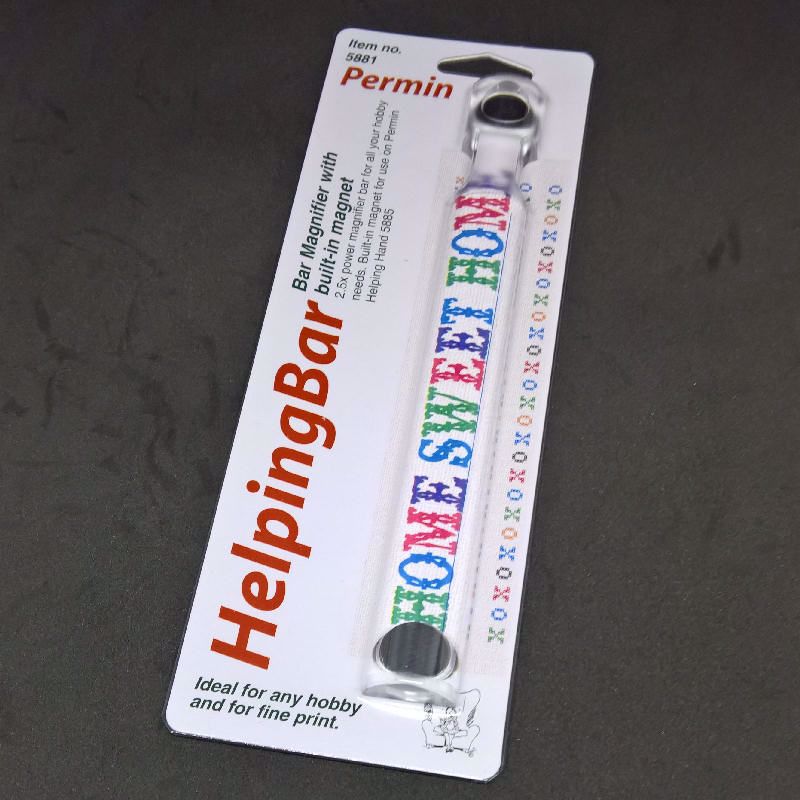 Item no.
5881
Permin
HelpingBar
Bar Magnifier with
built-in magnet
2.5x power magnifier bar for all your hobby
needs. Built-in magnet for use on Permin
Helping Hand 5885
HOME SWEET HOM
XOXOXOXOXOXOXOXOXOXOXO
Ideal for any hobby
and for fine print.